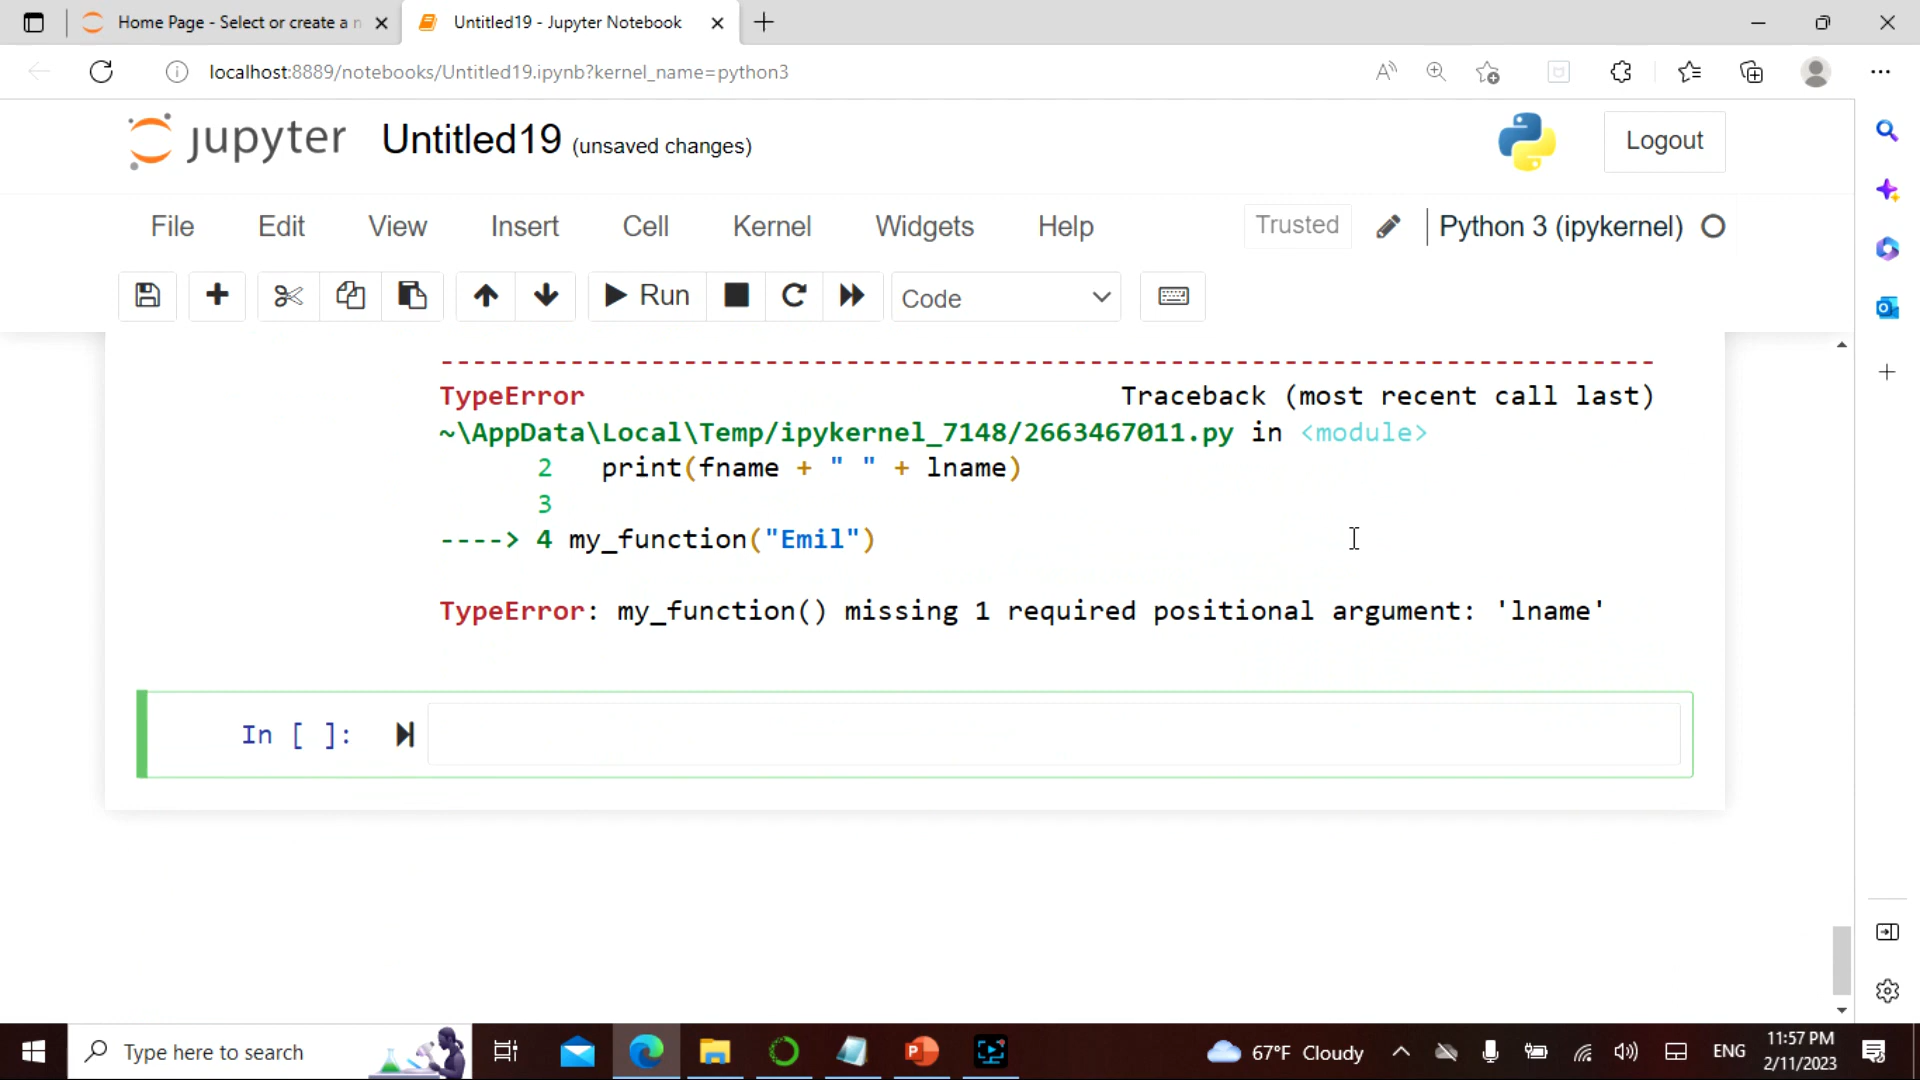 Home Page - Select or create a n
Untitled19 - Jupyter Notebook
localhost:8889/notebooks/Untitled19.ipynb?kernel_name=python3
jupyter Untitled19 (unsaved changes)
Logout
File Edit View Insert Cell Kernel Widgets Help Trusted Python 3 (ipykernel)
Run Code
---------------------------------------------------------------------------
TypeError Traceback (most recent call last)
~\AppData\Local\Temp/ipykernel_7148/2663467011.py in <module>
2 print(fname + " " + lname)
3
----> 4 my_function("Emil")
TypeError: my_function() missing 1 required positional argument: 'lname'
In [ ]:
Type here to search
67°F Cloudy
ENG
11:57 PM
2/11/2023